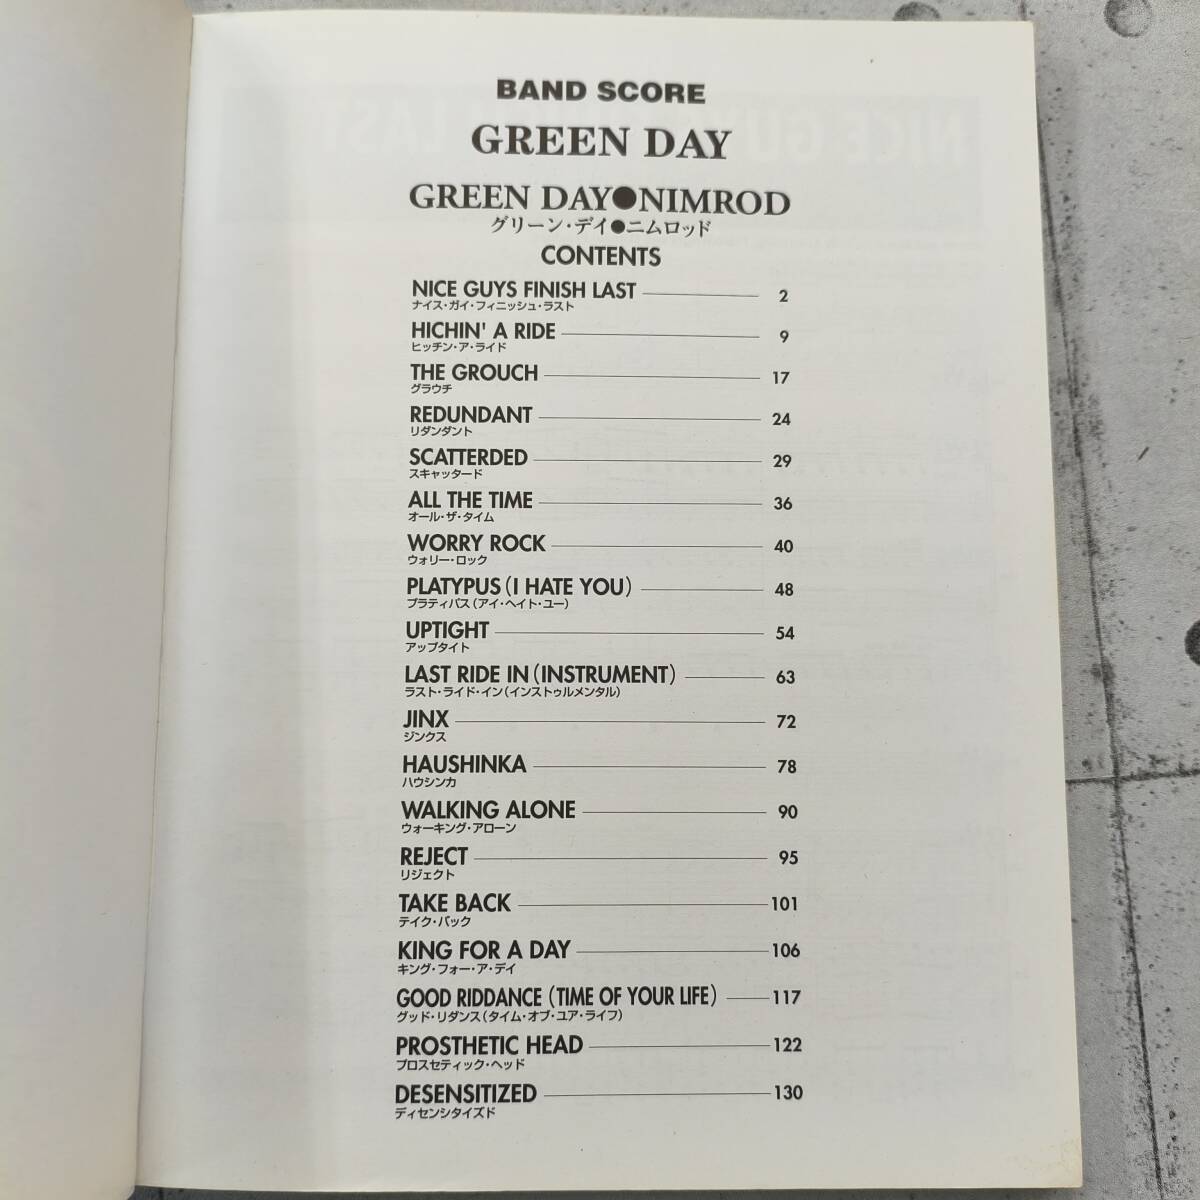 BAND SCORE
GREEN DAY
GREEN DAY●NIMROD
グリーン・デイ●ニムロッド
CONTENTS
NICE GUYS FINISH LAST 2
ナイス・ガイ・フィニッシュ・ラスト
HICHIN' A RIDE 9
ヒッチン・ア・ライド
THE GROUCH 17
グラウチ
REDUNDANT 24
リダンダント
SCATTERDED 29
スキャッタード
ALL THE TIME 36
オール・ザ・タイム
WORRY ROCK 40
ウォリー・ロック
PLATYPUS (I HATE YOU) 48
プラティパス(アイ・ヘイト・ユー)
UPTIGHT 54
アップタイト
LAST RIDE IN (INSTRUMENT) 63
ラスト・ライド・イン(インストゥルメンタル)
JINX 72
ジンクス
HAUSHINKA 78
ハウシンカ
WALKING ALONE 90
ウォーキング・アローン
REJECT 95
リジェクト
TAKE BACK 101
テイク・バック
KING FOR A DAY 106
キング・フォー・ア・デイ
GOOD RIDDANCE (TIME OF YOUR LIFE) 117
グッド・リダンス(タイム・オブ・ユア・ライフ)
PROSTHETIC HEAD 122
プロスセティック・ヘッド
DESENSITIZED 130
ディセンシタイズド